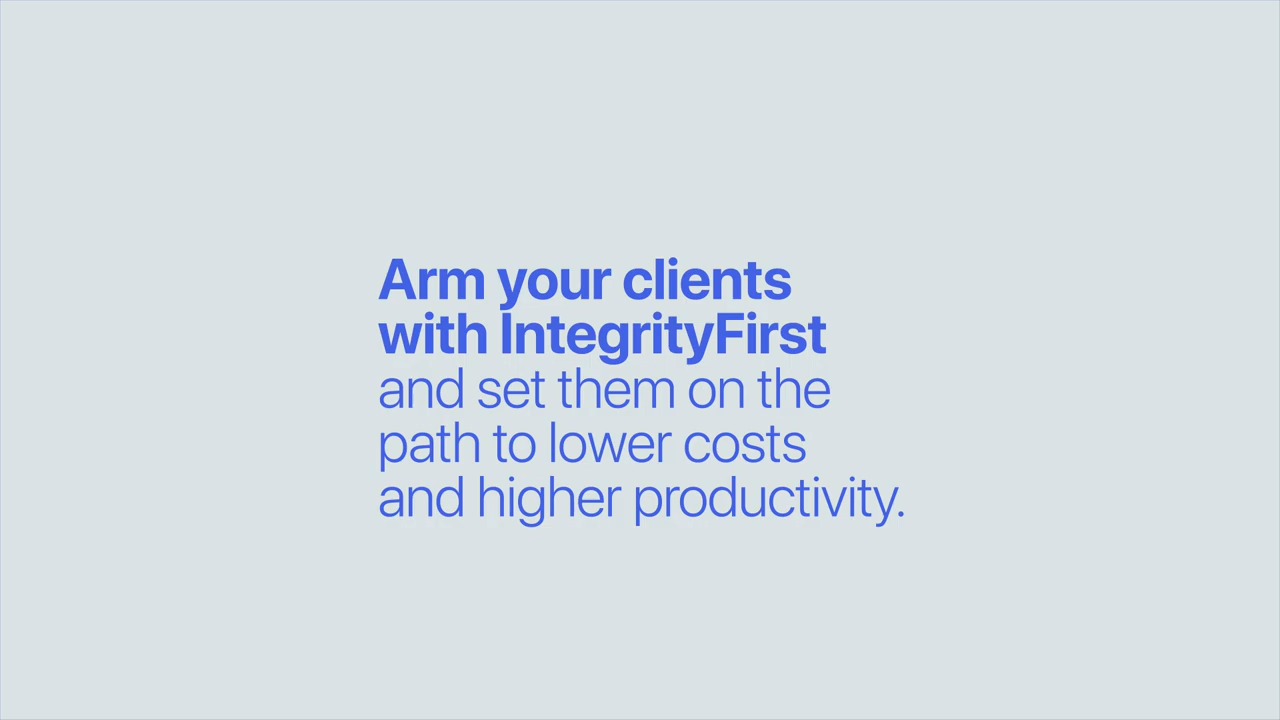 Arm your clients
with IntegrityFirst
and set them on the
path to lower costs
and higher productivity.